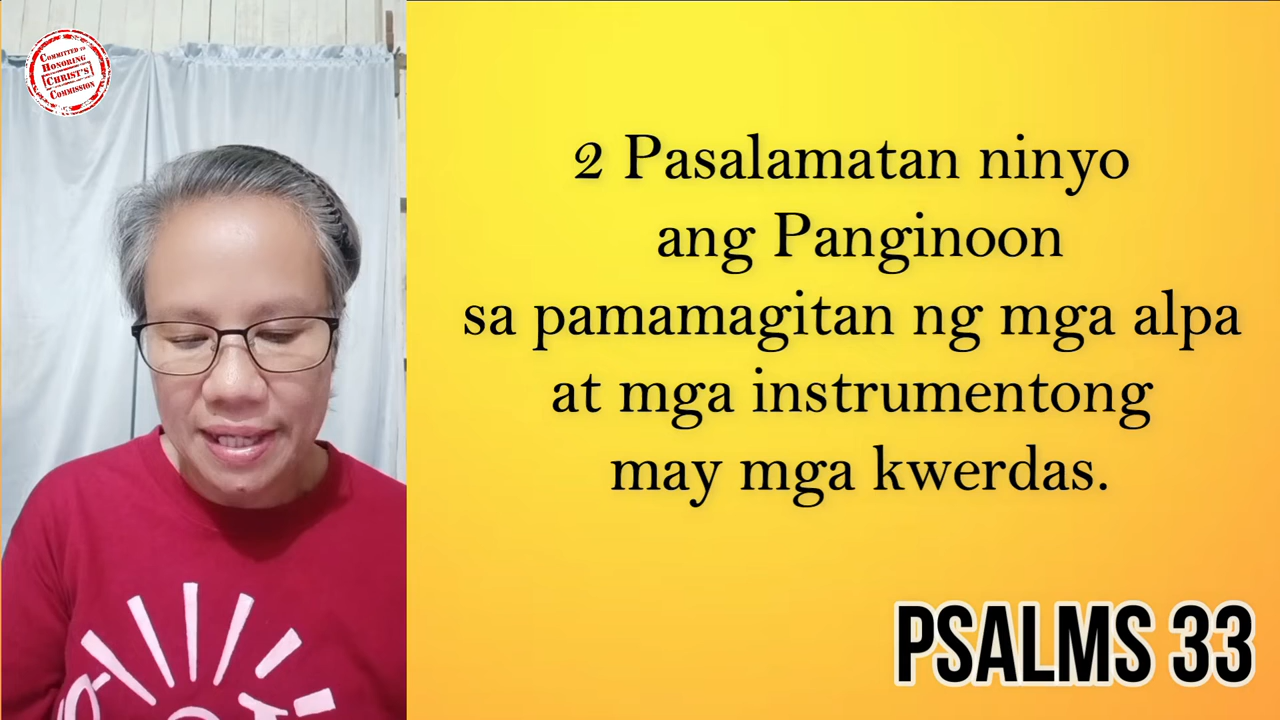 COMMITTED TO
HONORING
CHRIST'S
COMMISSION
2 Pasalamatan ninyo
ang Panginoon
sa pamamagitan ng mga alpa
at mga instrumentong
may mga kwerdas.
PSALMS 33